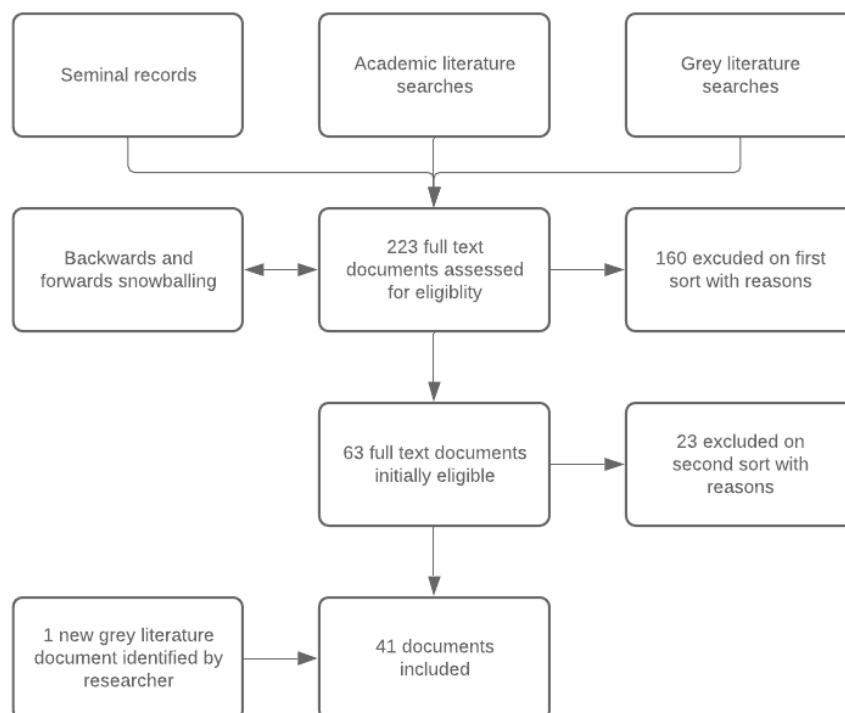 Seminal records
Academic literature
searches
Grey literature
searches
Backwards and
forwards snowballing
223 full text
documents assessed
for eligiblity
160 excuded on first
sort with reasons
63 full text documents
initially eligible
23 excluded on
second sort with
reasons
1 new grey literature
document identified by
researcher
41 documents
included